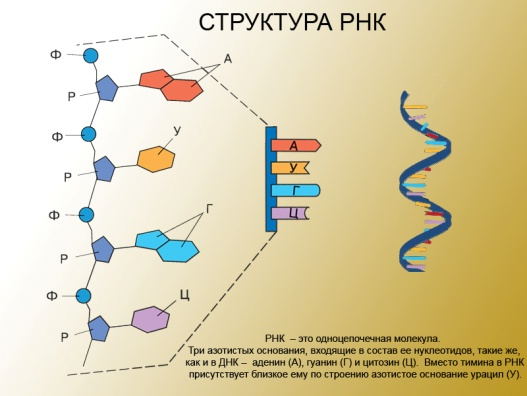 СТРУКТУРА РНК
Ф
А
Р
Ф
У
Р
Ф
Г
Р
Ф
Ц
Р
А
У
Г
Ц
РНК – это одноцепочечная молекула.
Три азотистых основания, входящие в состав ее нуклеотидов, такие же,
как и в ДНК – аденин (А), гуанин (Г) и цитозин (Ц). Вместо тимина в РНК
присутствует близкое ему по строению азотистое основание урацил (У).